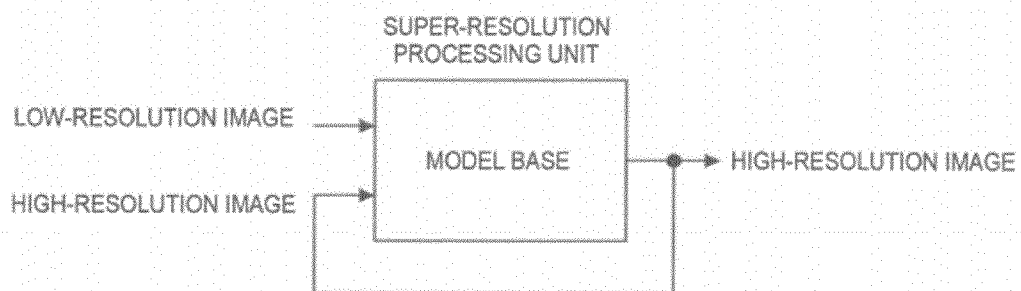 SUPER-RESOLUTION
PROCESSING UNIT
LOW-RESOLUTION IMAGE
MODEL BASE
HIGH-RESOLUTION IMAGE
HIGH-RESOLUTION IMAGE